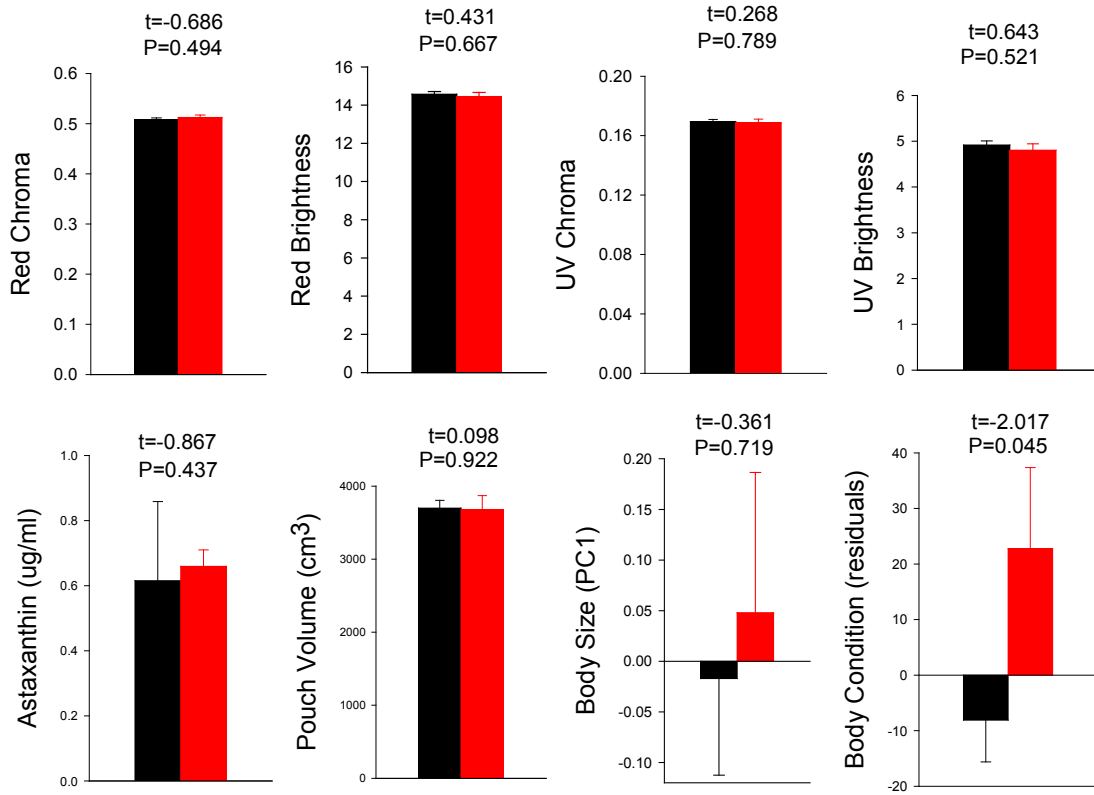 t=-0.686
P=0.494
Red Chroma
0.6
0.5
0.4
0.3
0.2
0.1
0.0
t=0.431
P=0.667
Red Brightness
16
14
12
10
8
6
4
2
0
t=0.268
P=0.789
UV Chroma
0.20
0.16
0.12
0.08
0.04
0.00
t=0.643
P=0.521
UV Brightness
6
5
4
3
2
1
0
t=-0.867
P=0.437
Astaxanthin (ug/ml)
1.0
0.8
0.6
0.4
0.2
0.0
t=0.098
P=0.922
Pouch Volume (cm3)
4000
3000
2000
1000
0
t=-0.361
P=0.719
Body Size (PC1)
0.20
0.15
0.10
0.05
0.00
-0.05
-0.10
t=-2.017
P=0.045
Body Condition (residuals)
40
30
20
10
0
-10
-20